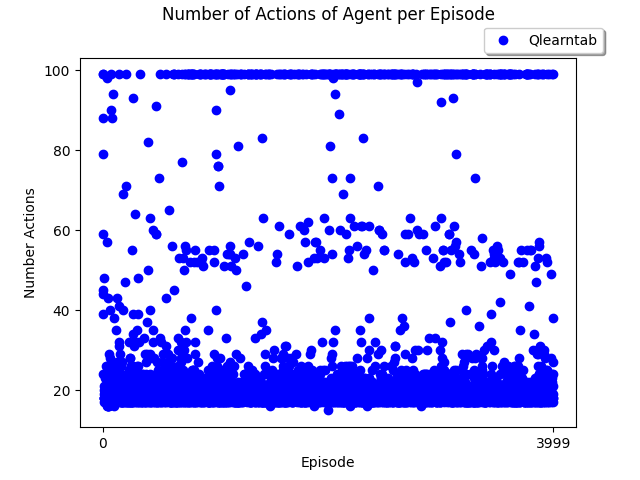 Number of Actions of Agent per Episode
Qlearntab
100
80
60
40
20
Number Actions
0
3999
Episode